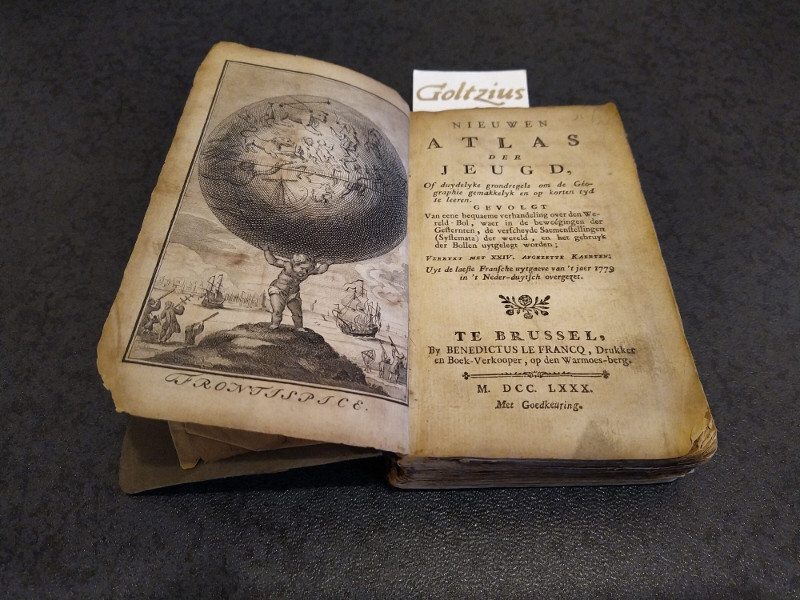 Goltzius
NIEUWEN
ATLAS
DER
JEUGD,
Of duydelyke grondregels om de Géo-
graphie gemakkelyk en op korten tyd
te leeren.
GEVOLGT
Van eene bequaeme verhandeling over den We-
reld-Bol, waer in de beweégingen der
Gesternten, de verscheyde Saemenstellingen
(Systemata) der wereld, en het gebruyk
der Bollen uytgelegt worden;
VERRYKT MET XXIV. AFGEZETTE KAERTEN;
Uyt de laeste Fransche uytgaeve van 't jaer 1779
in 't Neder-duytsch overgezet.
TE BRUSSEL,
By BENEDICTUS LE FRANCQ, Drukker
en Boek-Verkooper, op den Warmoes-berg.
M. DCC. LXXX.
Met Goedkeuring.
FRONTISPICE.